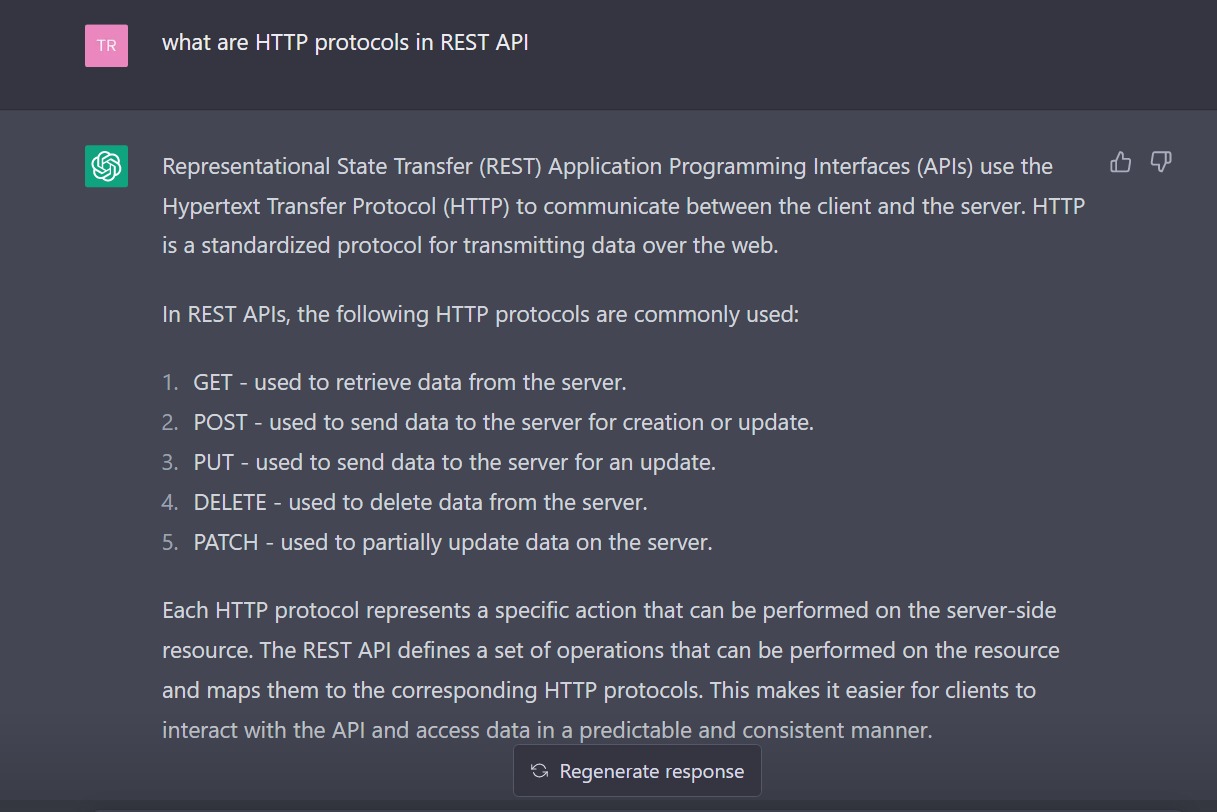 TR
what are HTTP protocols in REST API
Representational State Transfer (REST) Application Programming Interfaces (APIs) use the
Hypertext Transfer Protocol (HTTP) to communicate between the client and the server. HTTP
is a standardized protocol for transmitting data over the web.
In REST APIs, the following HTTP protocols are commonly used:
1. GET - used to retrieve data from the server.
2. POST - used to send data to the server for creation or update.
3. PUT - used to send data to the server for an update.
4. DELETE - used to delete data from the server.
5. PATCH - used to partially update data on the server.
Each HTTP protocol represents a specific action that can be performed on the server-side
resource. The REST API defines a set of operations that can be performed on the resource
and maps them to the corresponding HTTP protocols. This makes it easier for clients to
interact with the API and access data in a predictable and consistent manner.
Regenerate response